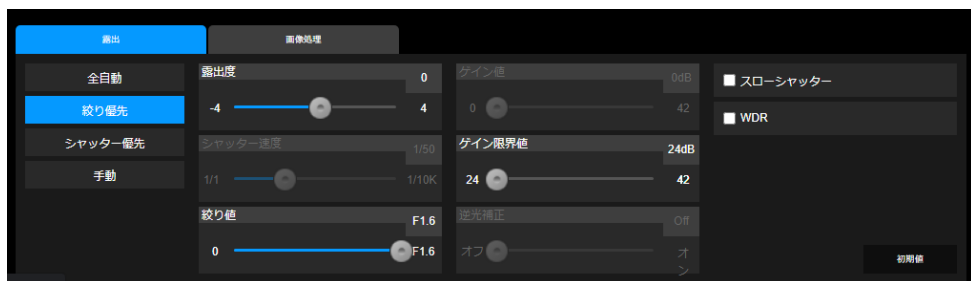 露出
画像処理
全自動
絞り優先
シャッター優先
手動
露出度
0
-4
4
シャッター速度
1/50
1/1
1/10K
絞り値
F1.6
0
F1.6
ゲイン値
0dB
0
42
ゲイン限界値
24dB
24
42
逆光補正
Off
オフ
オ
ン
スローシャッター
WDR
初期値